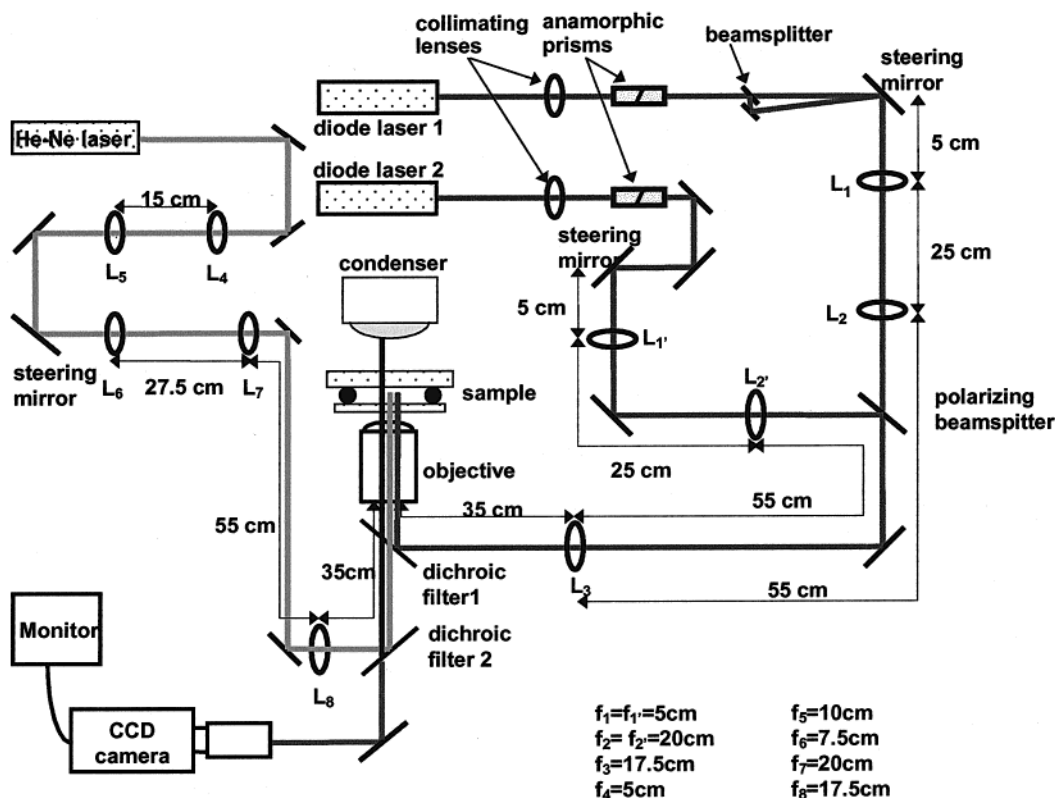 collimating
lenses
anamorphic
prisms
beamsplitter
steering
mirror
diode laser 1
He-Ne laser
5 cm
diode laser 2
L1
15 cm
steering
mirror
25 cm
L5
L4
condenser
5 cm
L2
L1'
steering
mirror
L6
27.5 cm
L7
sample
L2'
polarizing
beamspitter
objective
25 cm
35 cm
55 cm
55 cm
35cm
L3
55 cm
dichroic
filter1
Monitor
dichroic
filter 2
L8
CCD
camera
f1=f1'=5cm
f2= f2'=20cm
f3=17.5cm
f4=5cm
f5=10cm
f6=7.5cm
f7=20cm
f8=17.5cm